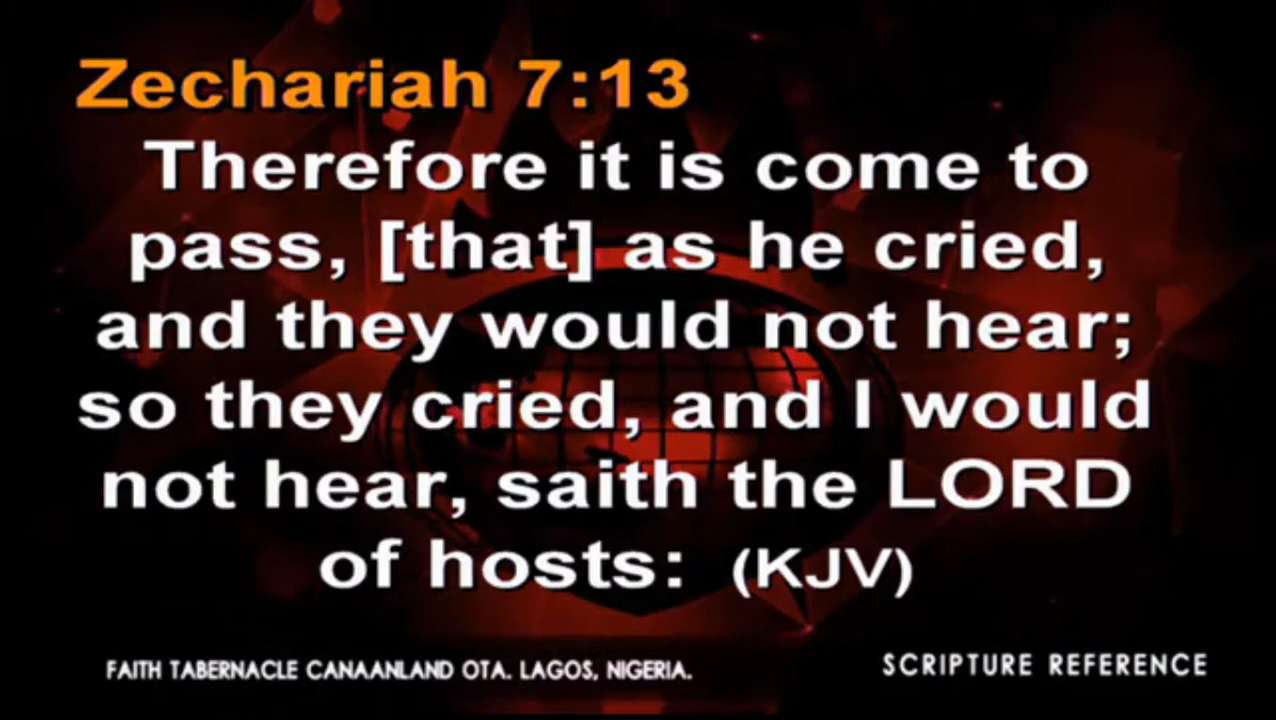 Zechariah 7:13
Therefore it is come to
pass, [that] as he cried,
and they would not hear;
so they cried, and I would
not hear, saith the LORD
of hosts: (KJV)
FAITH TABERNACLE CANAANLAND OTA. LAGOS, NIGERIA.
SCRIPTURE REFERENCE